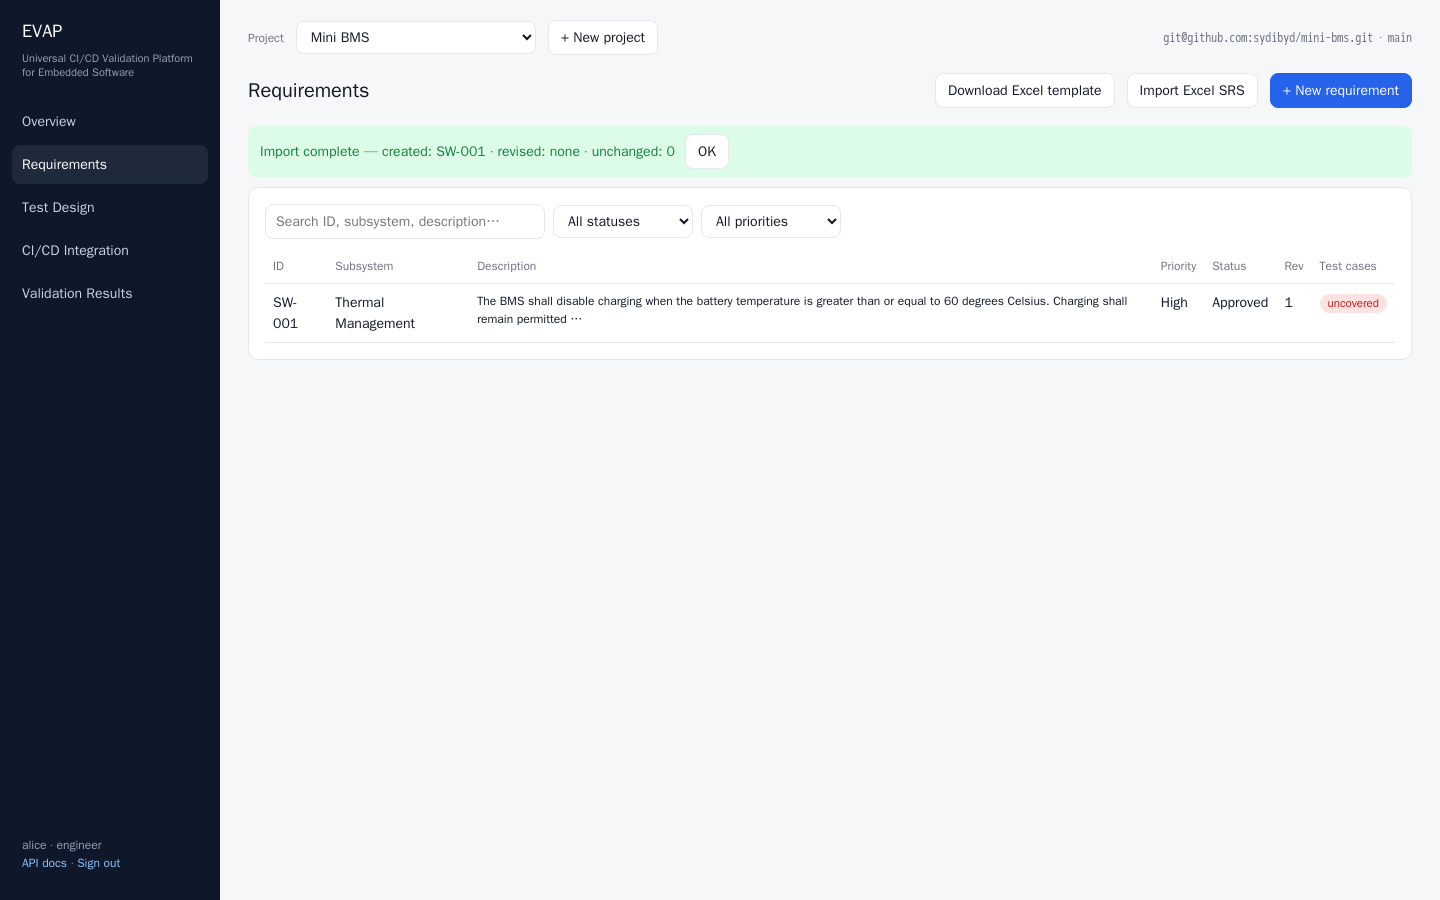 EVAP
Universal CI/CD Validation Platform
for Embedded Software
Overview
Requirements
Test Design
CI/CD Integration
Validation Results
alice · engineer
API docs · Sign out
Project
Mini BMS
+ New project
git@github.com:sydibyd/mini-bms.git · main
Requirements
Download Excel template
Import Excel SRS
+ New requirement
Import complete — created: SW-001 · revised: none · unchanged: 0
OK
Search ID, subsystem, description…
All statuses
All priorities
ID Subsystem Description Priority Status Rev Test cases
SW-
001
Thermal
Management
The BMS shall disable charging when the battery temperature is greater than or equal to 60 degrees Celsius. Charging shall
remain permitted …
High
Approved
1
uncovered